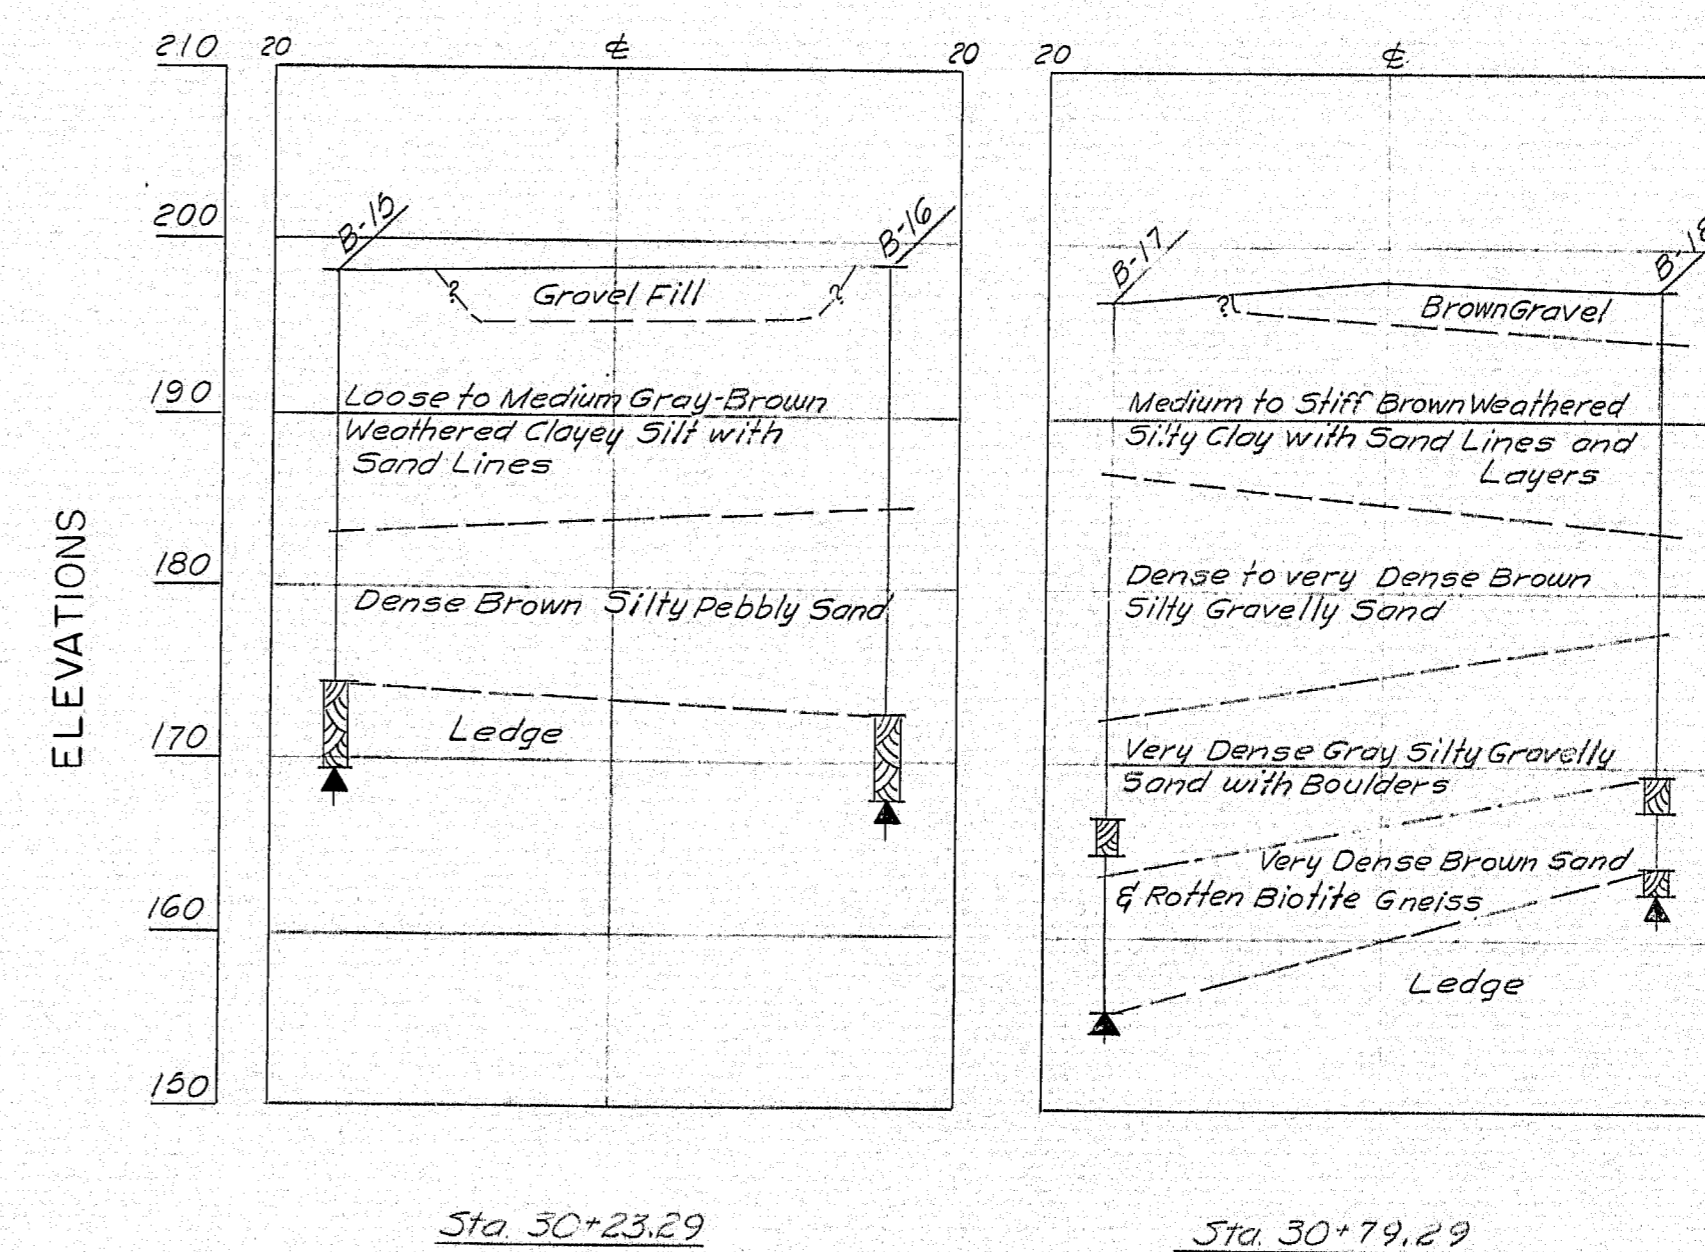 ELEVATIONS
210
200
190
180
170
160
150
20
℄
20
B-15
B-16
?
Gravel Fill
?
Loose to Medium Gray-Brown
Weathered Clayey Silt with
Sand Lines
Dense Brown Silty Pebbly Sand
Ledge
Sta. 30+23.29
20
℄
B-17
B-18
?
Brown Gravel
Medium to Stiff Brown Weathered
Silty Clay with Sand Lines and
Layers
Dense to very Dense Brown
Silty Gravelly Sand
Very Dense Gray Silty Gravelly
Sand with Boulders
Very Dense Brown Sand
& Rotten Biotite Gneiss
Ledge
Sta. 30+79.29